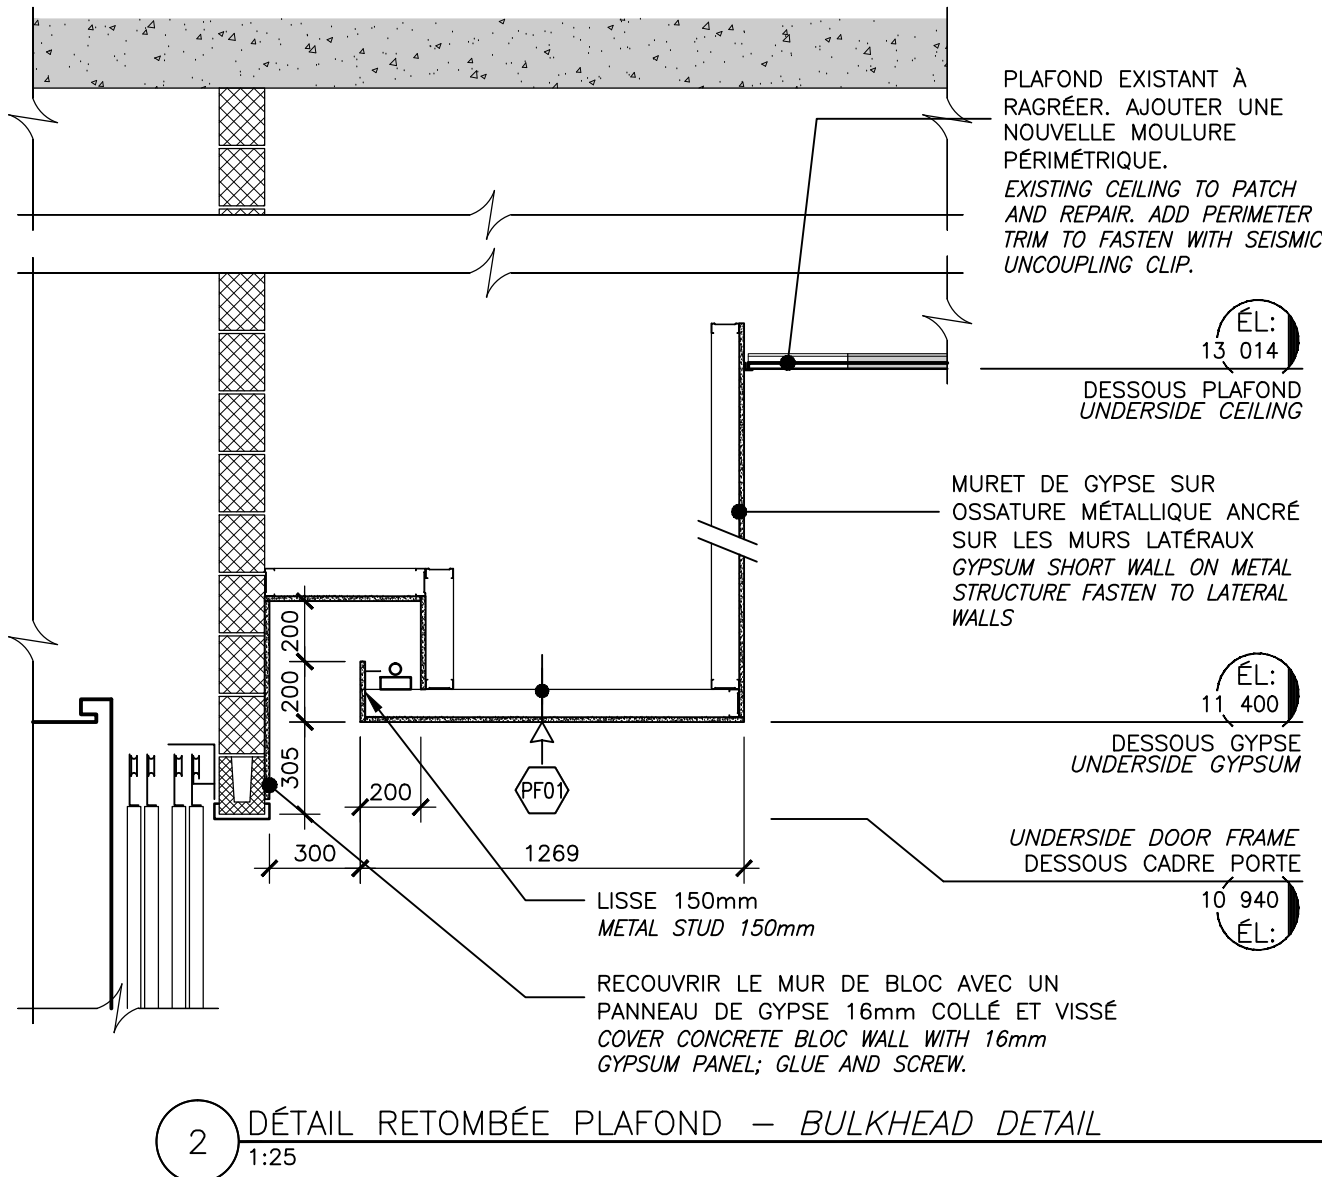 PLAFOND EXISTANT À
RAGRÉER. AJOUTER UNE
NOUVELLE MOULURE
PÉRIMÉTRIQUE.
EXISTING CEILING TO PATCH
AND REPAIR. ADD PERIMETER
TRIM TO FASTEN WITH SEISMIC
UNCOUPLING CLIP.
ÉL:
13 014
DESSOUS PLAFOND
UNDERSIDE CEILING
MURET DE GYPSE SUR
OSSATURE MÉTALLIQUE ANCRÉ
SUR LES MURS LATÉRAUX
GYPSUM SHORT WALL ON METAL
STRUCTURE FASTEN TO LATERAL
WALLS
200
200
305
ÉL:
11 400
DESSOUS GYPSE
UNDERSIDE GYPSUM
200
PF01
300
1269
UNDERSIDE DOOR FRAME
DESSOUS CADRE PORTE
10 940
ÉL:
LISSE 150mm
METAL STUD 150mm
RECOUVRIR LE MUR DE BLOC AVEC UN
PANNEAU DE GYPSE 16mm COLLÉ ET VISSÉ
COVER CONCRETE BLOC WALL WITH 16mm
GYPSUM PANEL; GLUE AND SCREW.
2
DÉTAIL RETOMBÉE PLAFOND – BULKHEAD DETAIL
1:25